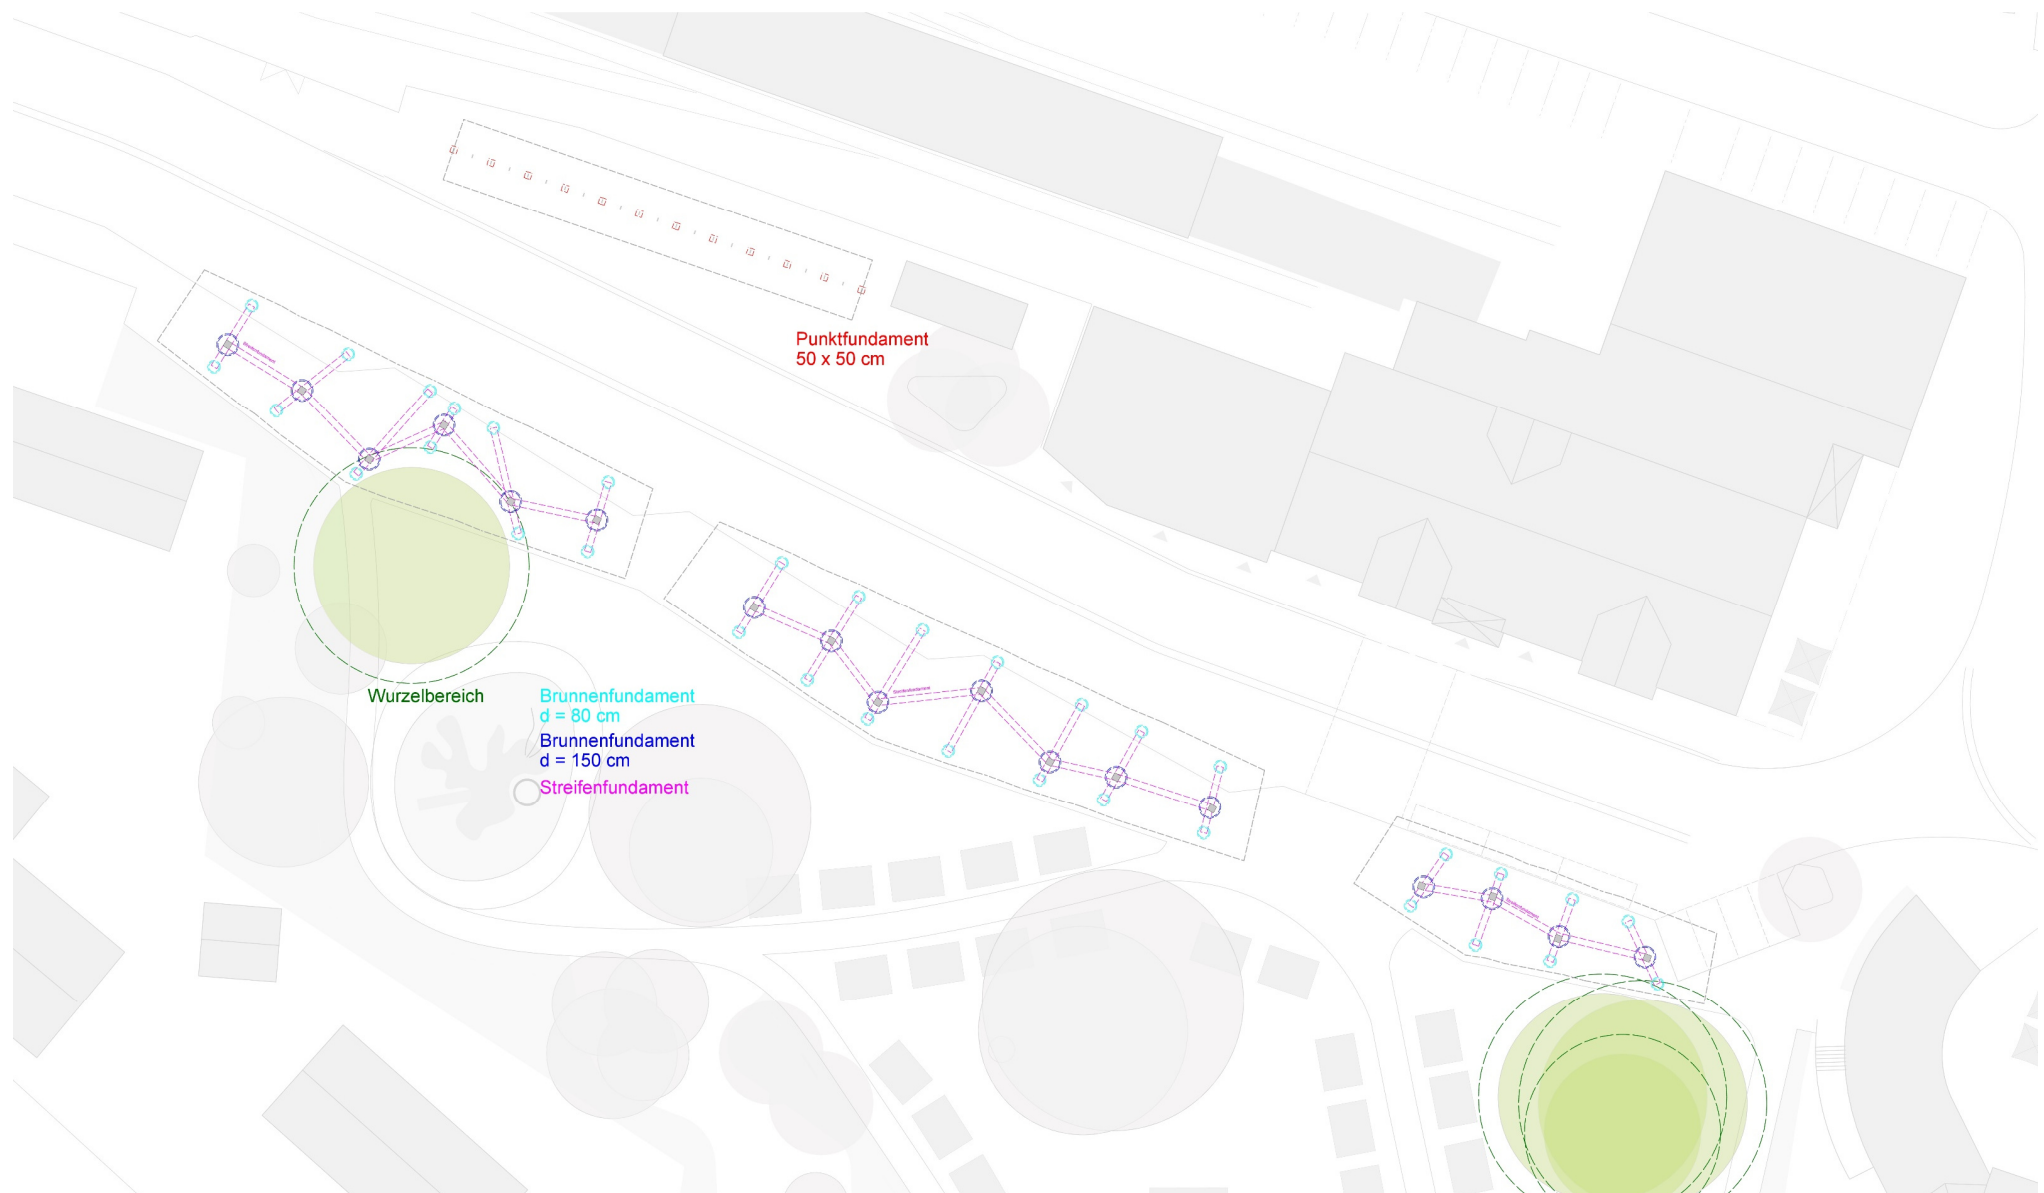 Punktfundament
50 x 50 cm
Wurzelbereich
Brunnenfundament
d = 80 cm
Brunnenfundament
d = 150 cm
Streifenfundament